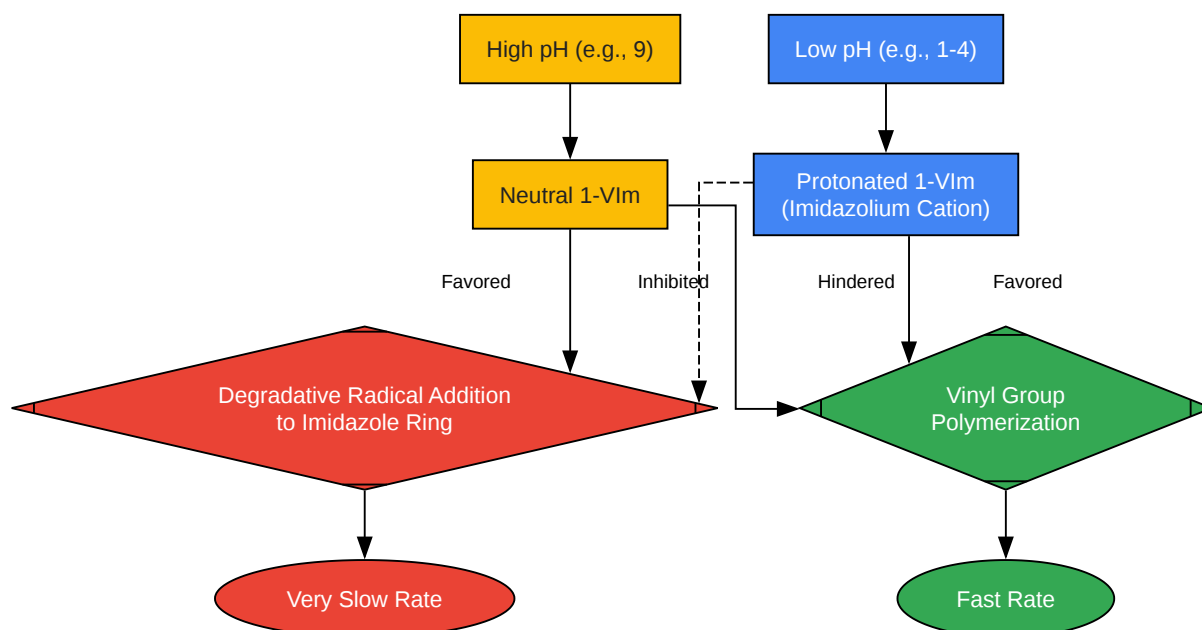 High pH (e.g., 9)
Low pH (e.g., 1-4)
Neutral 1-VIm
Protonated 1-VIm
(Imidazolium Cation)
Favored
Inhibited
Hindered
Favored
Degradative Radical Addition
to Imidazole Ring
Vinyl Group
Polymerization
Very Slow Rate
Fast Rate